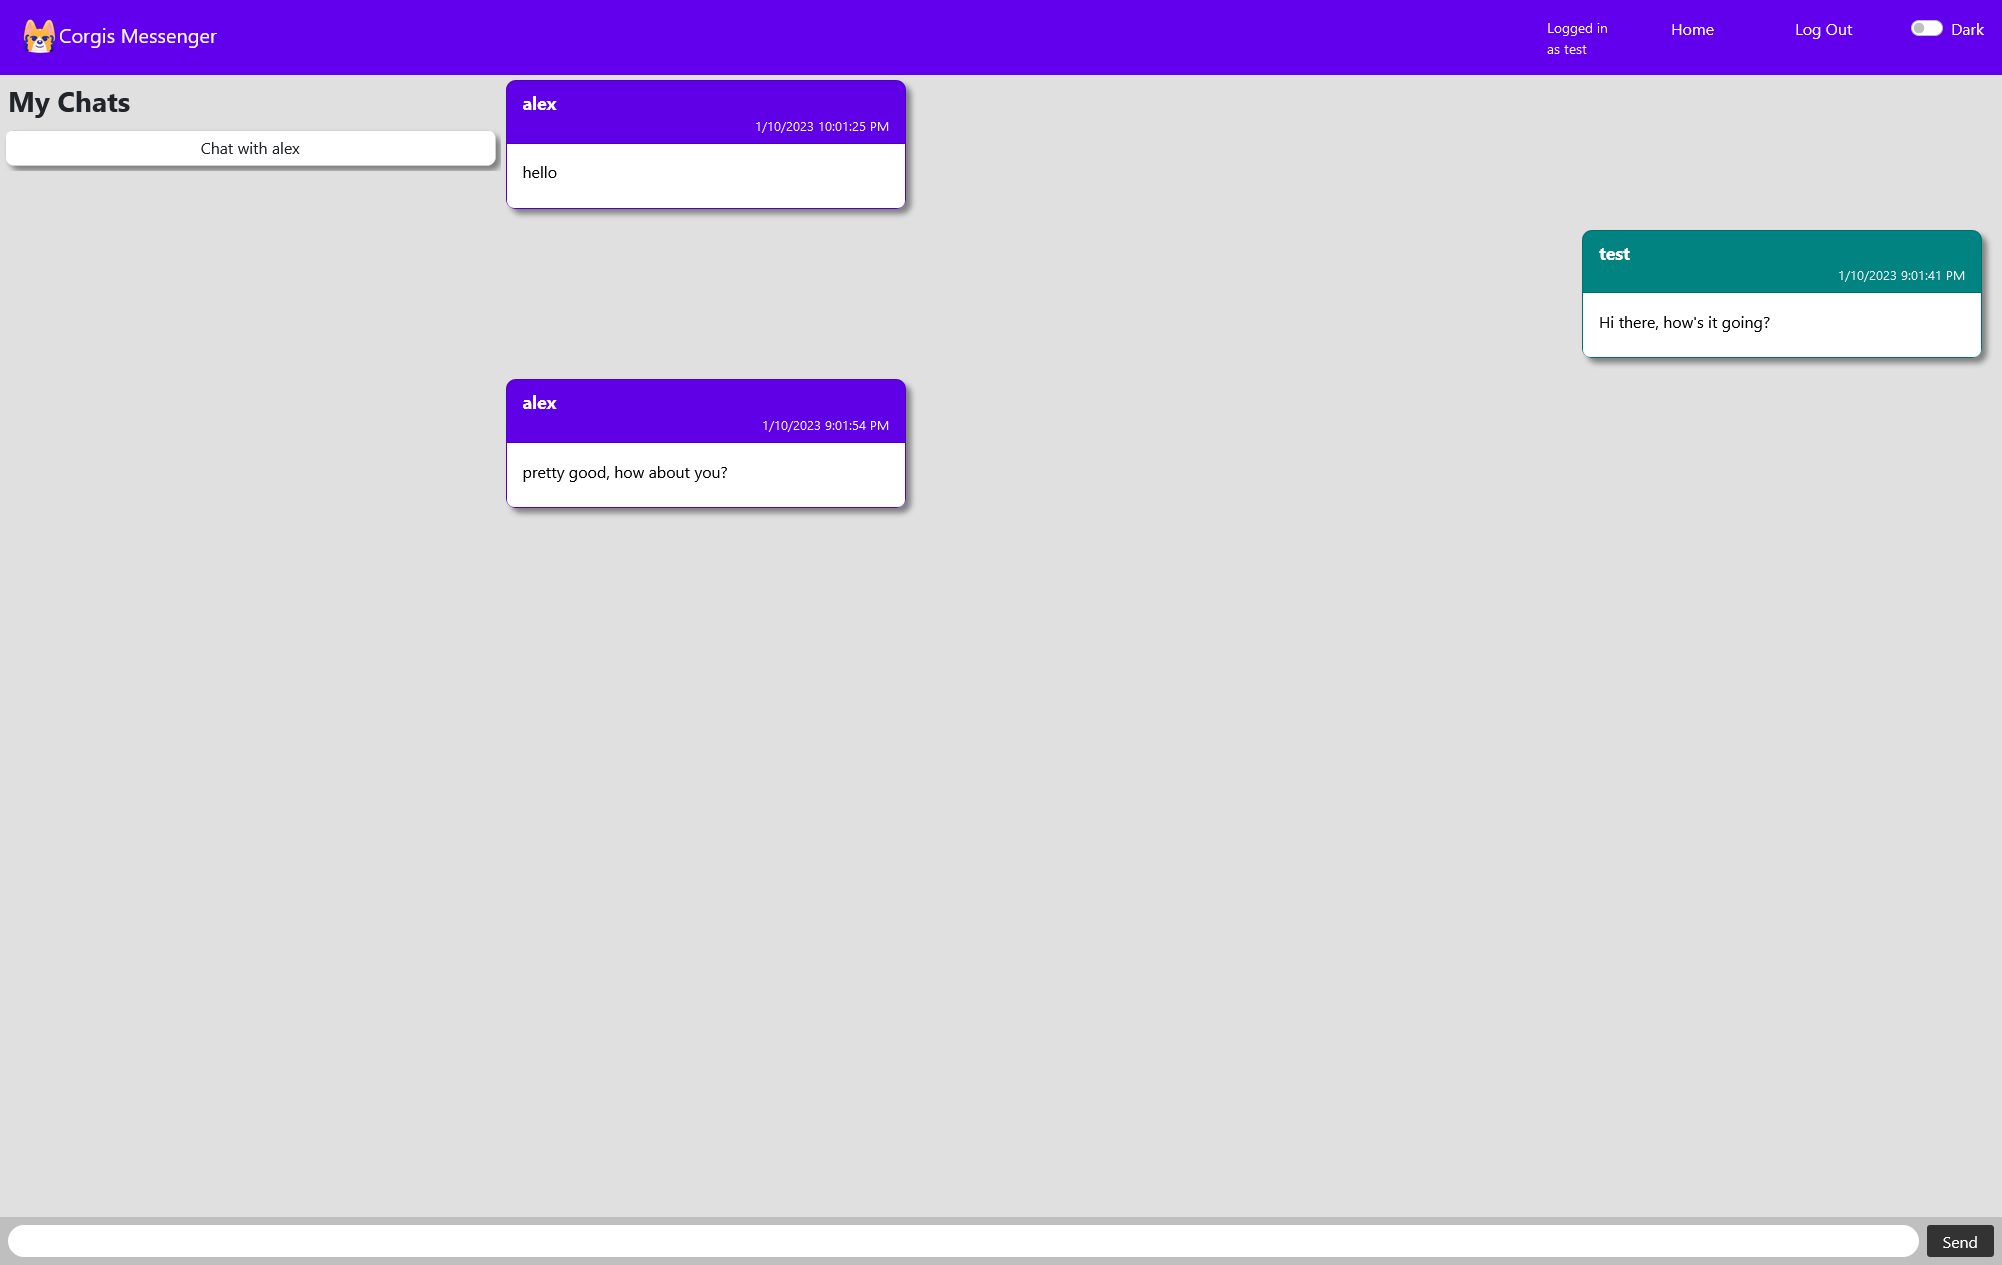 Corgis Messenger
Logged in
as test
Home
Log Out
Dark
My Chats
Chat with alex
alex
1/10/2023 10:01:25 PM
hello
test
1/10/2023 9:01:41 PM
Hi there, how's it going?
alex
1/10/2023 9:01:54 PM
pretty good, how about you?
Send